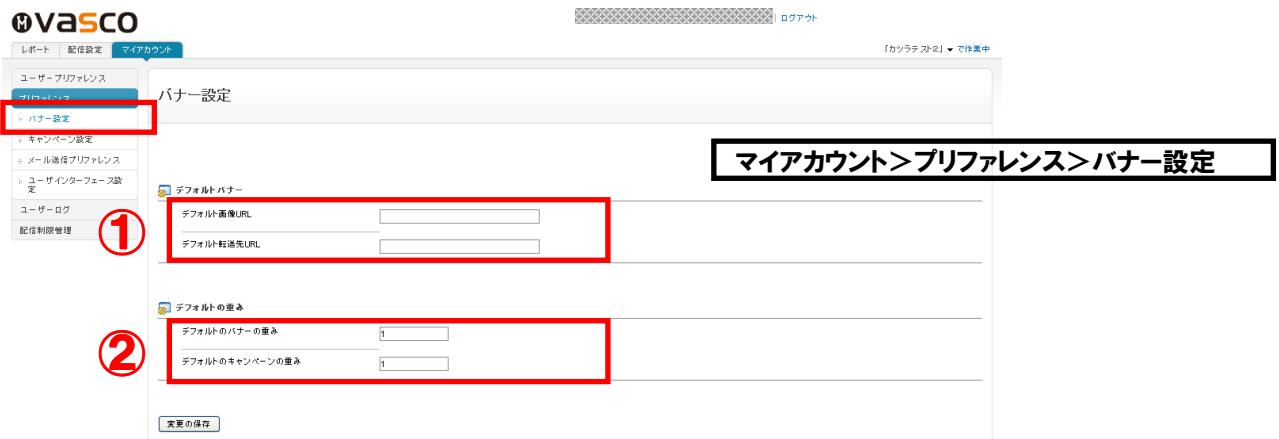 vasco
ログアウト
レポート 配信設定 マイアカウント
「カツラテスト2」 で作業中
ユーザープリファレンス
プリファレンス
バナー設定
キャンペーン設定
メール送信プリファレンス
ユーザインターフェース設
定
ユーザーログ
配信制限管理
バナー設定
マイアカウント＞プリファレンス＞バナー設定
デフォルトバナー
①
デフォルト画像URL
デフォルト転送先URL
デフォルトの重み
②
デフォルトのバナーの重み 1
デフォルトのキャンペーンの重み 1
変更の保存